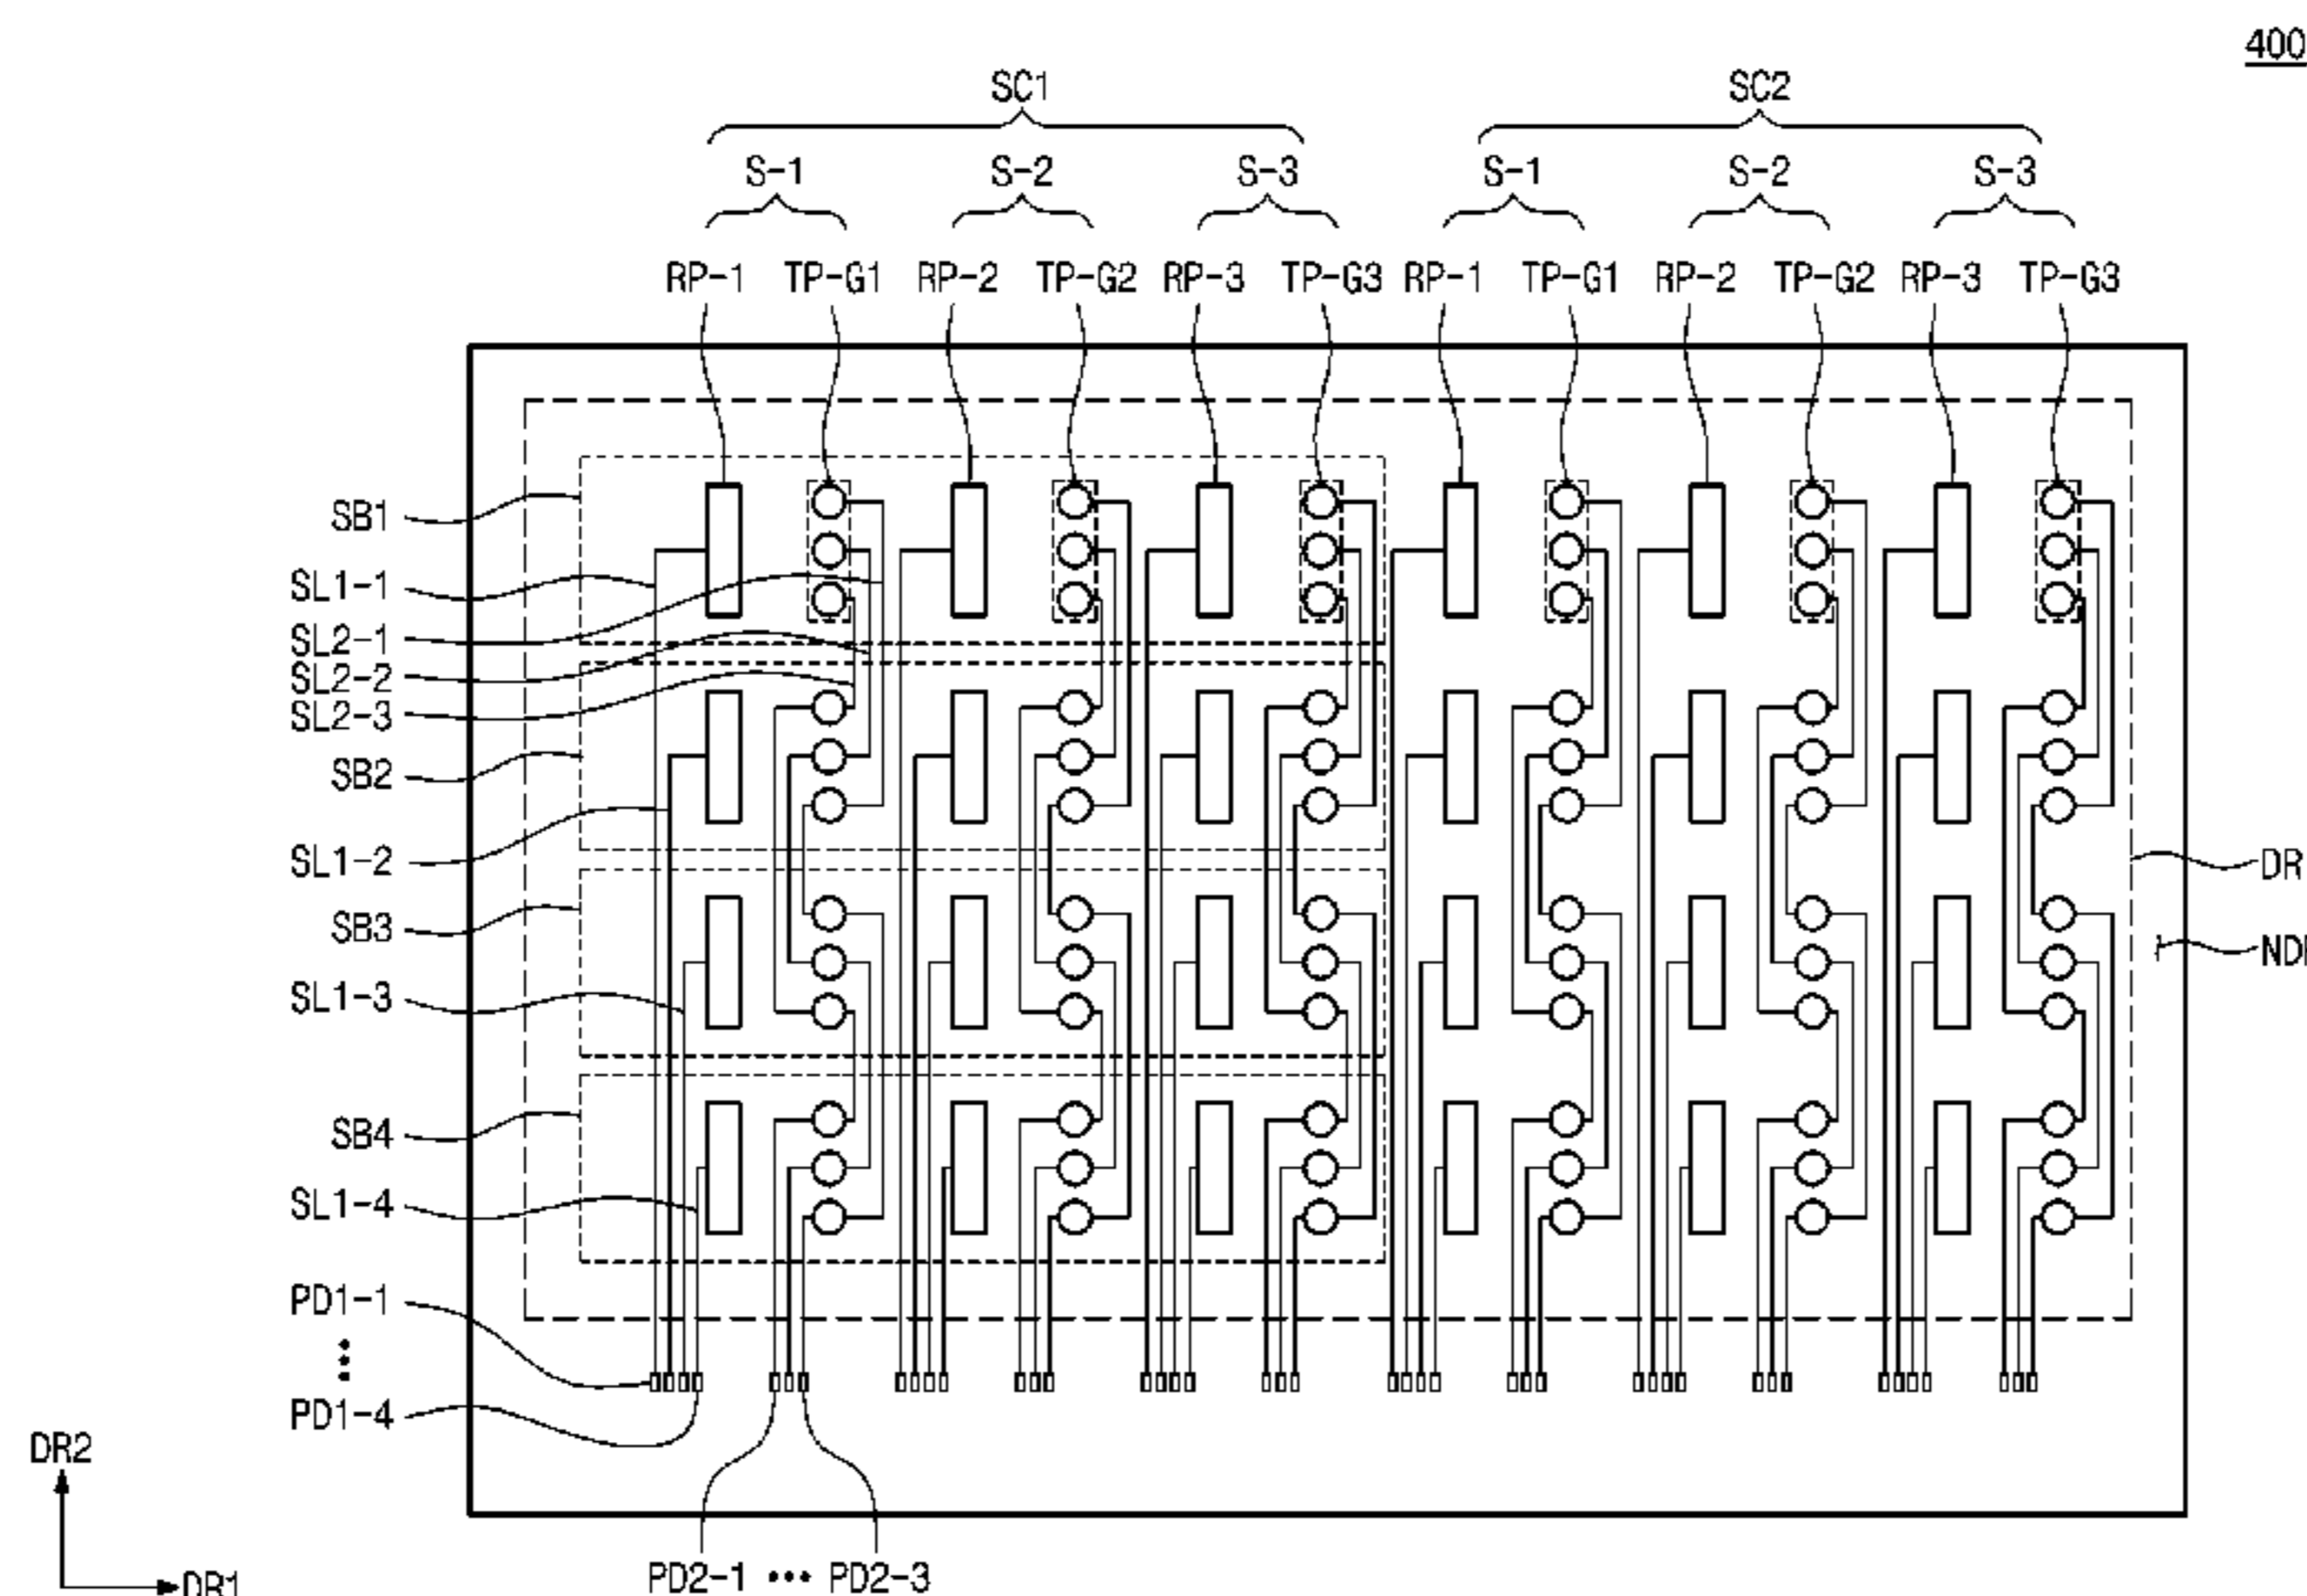 400
SC1 SC2
S-1 S-2 S-3 S-1 S-2 S-3
RP-1 TP-G1 RP-2 TP-G2 RP-3 TP-G3 RP-1 TP-G1 RP-2 TP-G2 RP-3 TP-G3
SB1
SL1-1
SL2-1
SL2-2
SL2-3
SB2
SL1-2
DR
SB3
SL1-3
SB4
SL1-4
PD1-1
PD1-4
DR2
PD2-1 ••• PD2-3
DR1